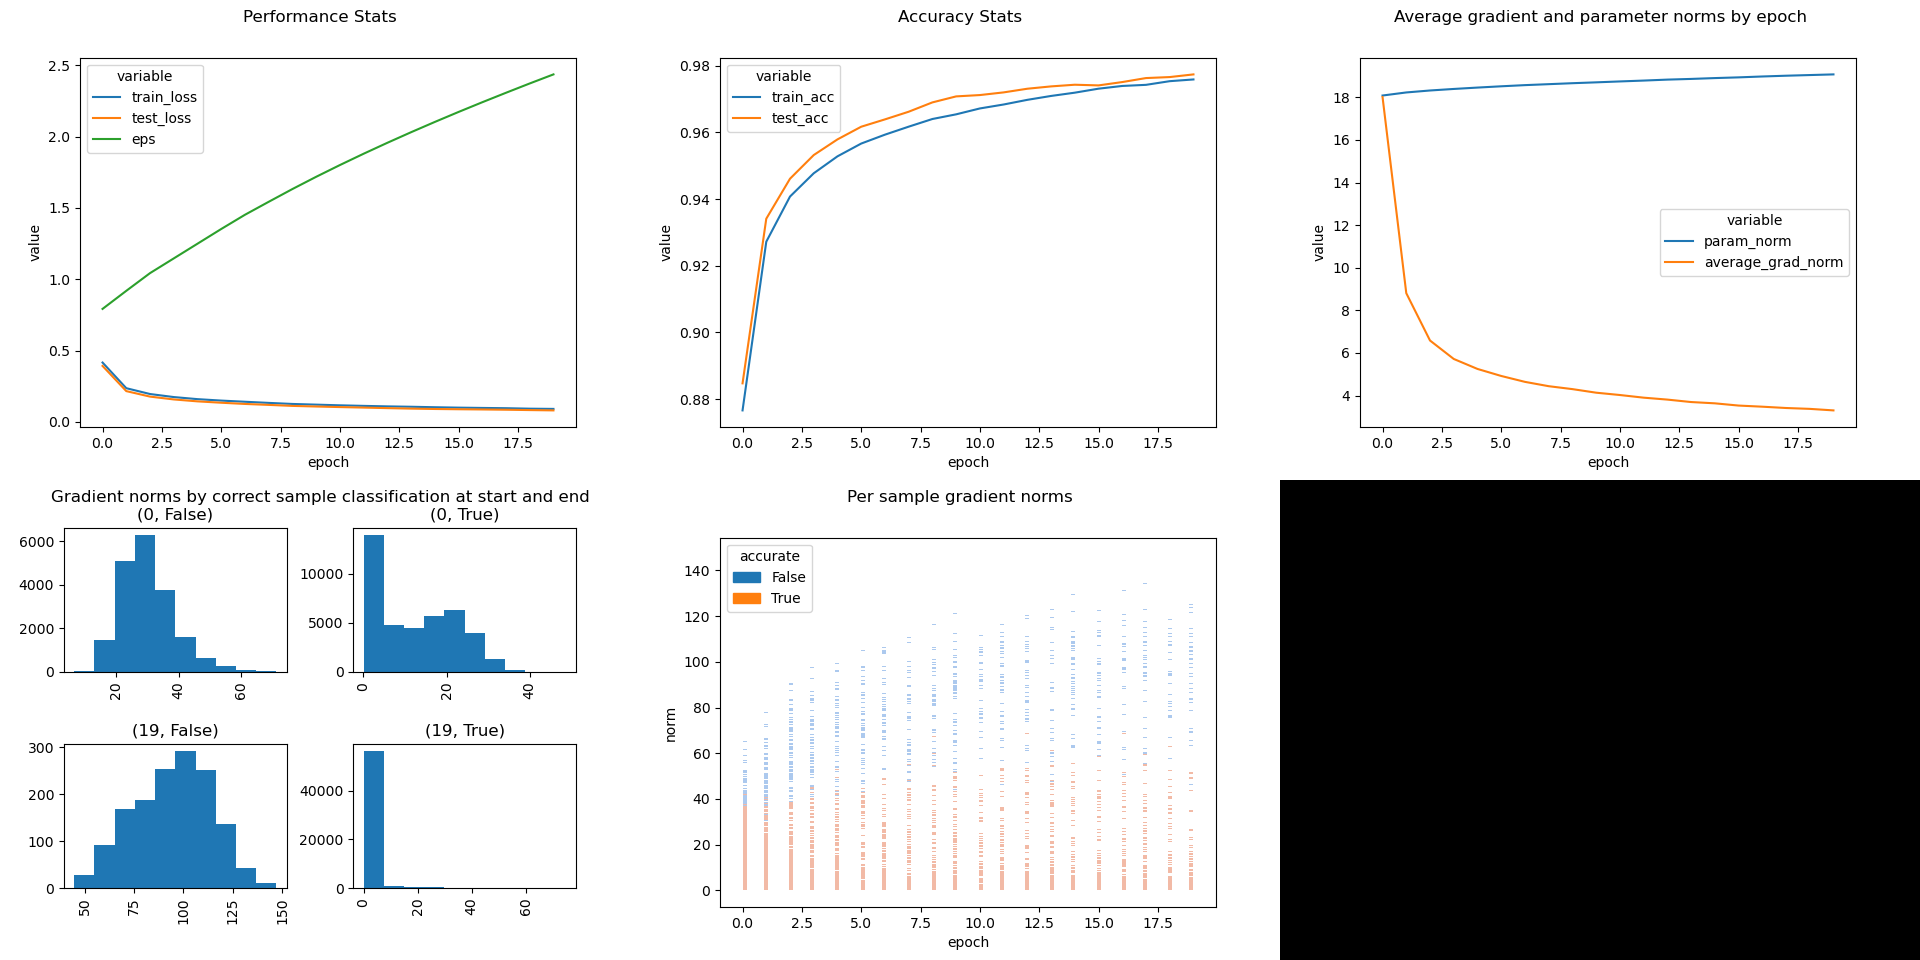 Performance Stats
2.5
2.0
1.5
1.0
0.5
0.0
value
variable
train_loss
test_loss
eps
0.0 2.5 5.0 7.5 10.0 12.5 15.0 17.5
epoch
Accuracy Stats
0.98
0.96
0.94
0.92
0.90
0.88
value
variable
train_acc
test_acc
0.0 2.5 5.0 7.5 10.0 12.5 15.0 17.5
epoch
Average gradient and parameter norms by epoch
18
16
14
12
10
8
6
4
value
variable
param_norm
average_grad_norm
0.0 2.5 5.0 7.5 10.0 12.5 15.0 17.5
epoch
Gradient norms by correct sample classification at start and end
(0, False)
6000
4000
2000
0
20 40 60
(0, True)
10000
5000
0
0 20 40
(19, False)
300
200
100
0
50 75 100 125 150
(19, True)
40000
20000
0
0 20 40 60
Per sample gradient norms
140
120
100
80
60
40
20
0
norm
accurate
False
True
0.0 2.5 5.0 7.5 10.0 12.5 15.0 17.5
epoch